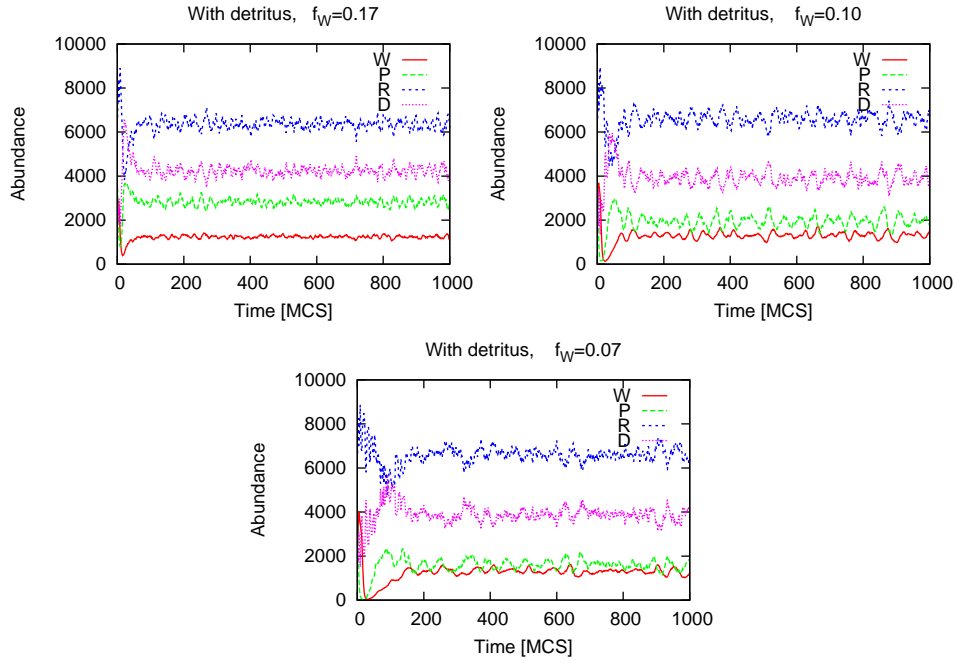 With detritus, f_W=0.17
10000
8000
6000
4000
2000
0
Abundance
W
P
R
D
0 200 400 600 800 1000
Time [MCS]
With detritus, f_W=0.10
10000
8000
6000
4000
2000
0
Abundance
W
P
R
D
0 200 400 600 800 1000
Time [MCS]
With detritus, f_W=0.07
10000
8000
6000
4000
2000
0
Abundance
W
P
R
D
0 200 400 600 800 1000
Time [MCS]